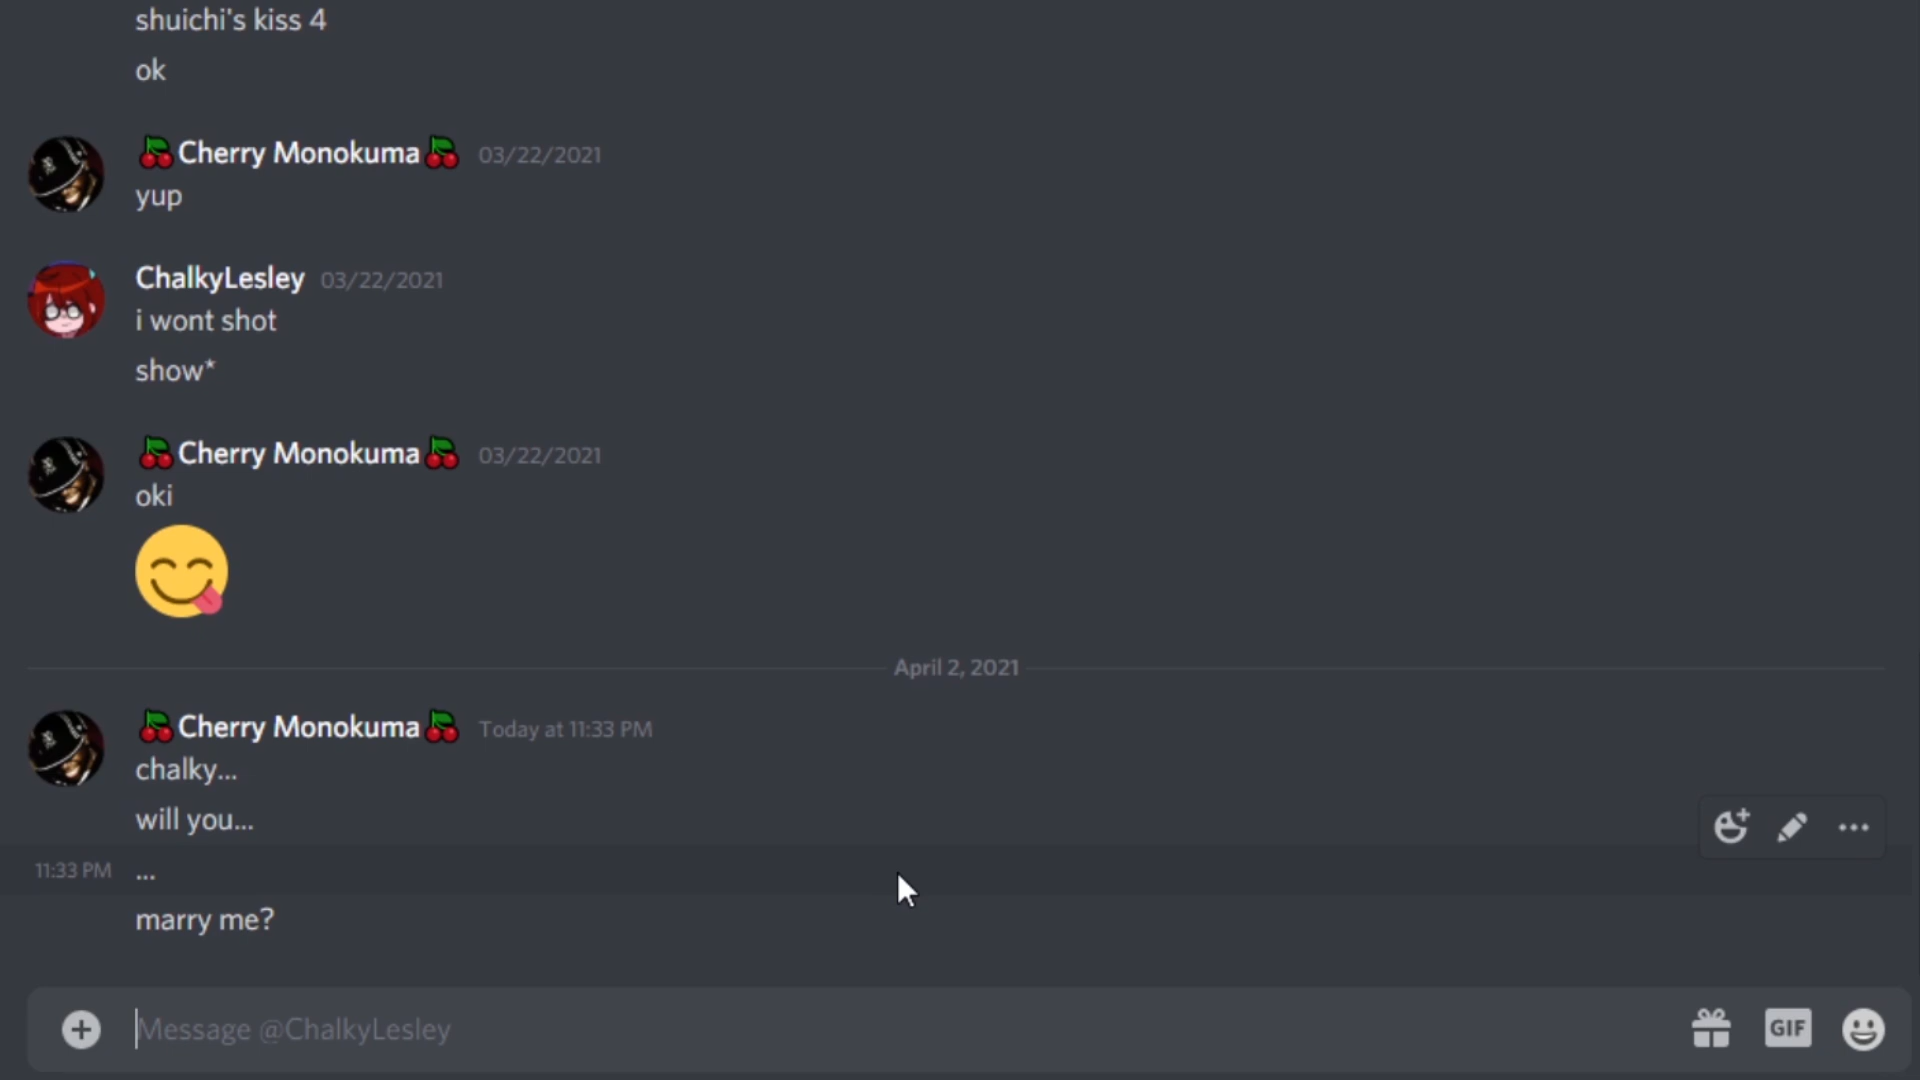 shuichi's kiss 4
ok
🍒Cherry Monokuma🍒 03/22/2021
yup
ChalkyLesley 03/22/2021
i wont shot
show*
🍒Cherry Monokuma🍒 03/22/2021
oki
April 2, 2021
🍒Cherry Monokuma🍒 Today at 11:33 PM
chalky...
will you...
11:33 PM ...
marry me?
Message @ChalkyLesley GIF